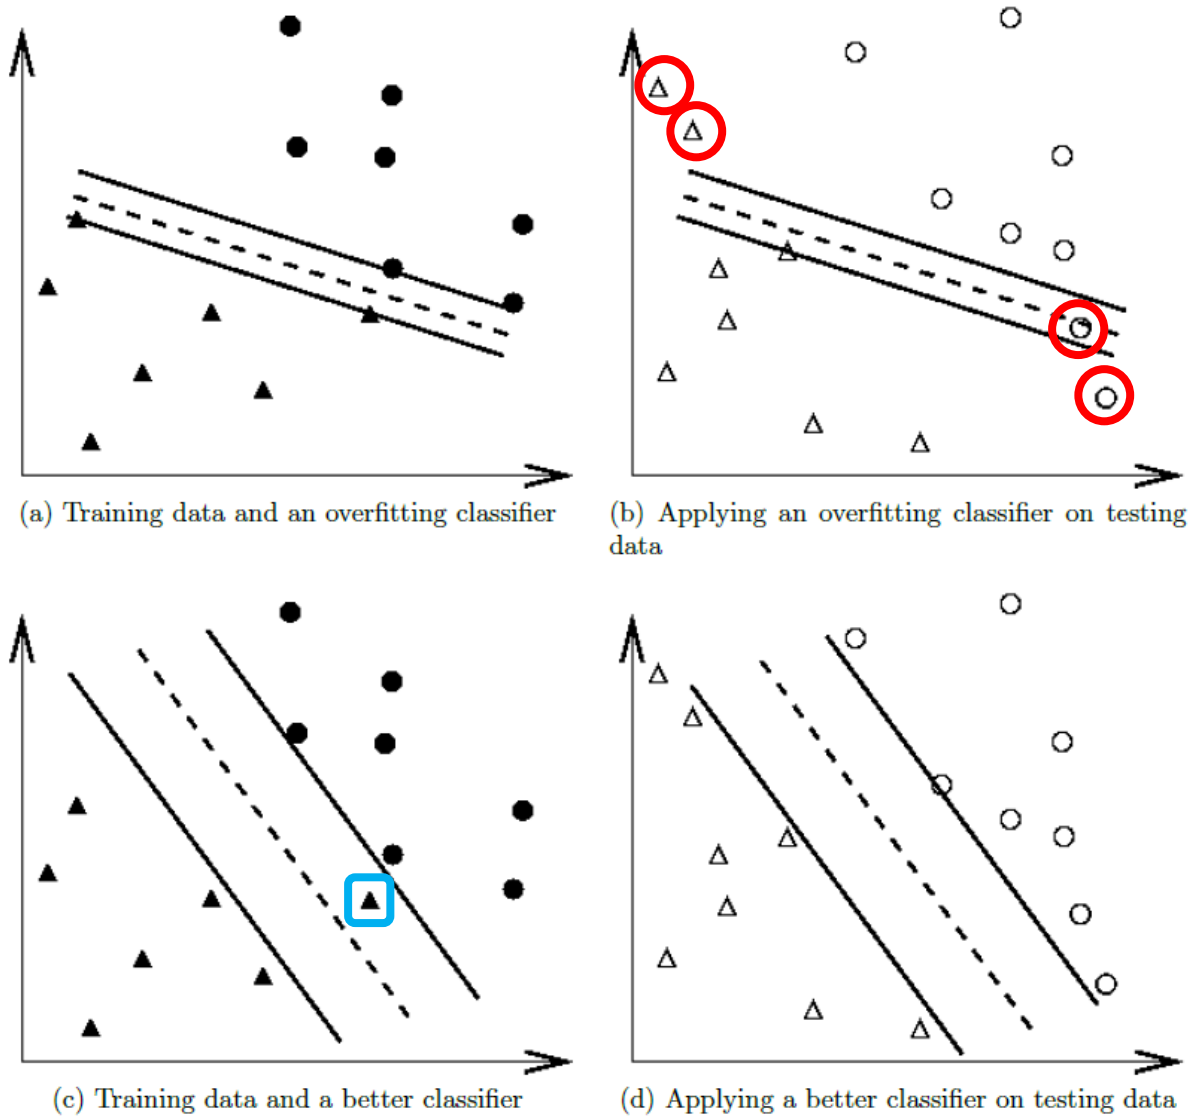 (a) Training data and an overfitting classifier
(b) Applying an overfitting classifier on testing
data
(c) Training data and a better classifier
(d) Applying a better classifier on testing data